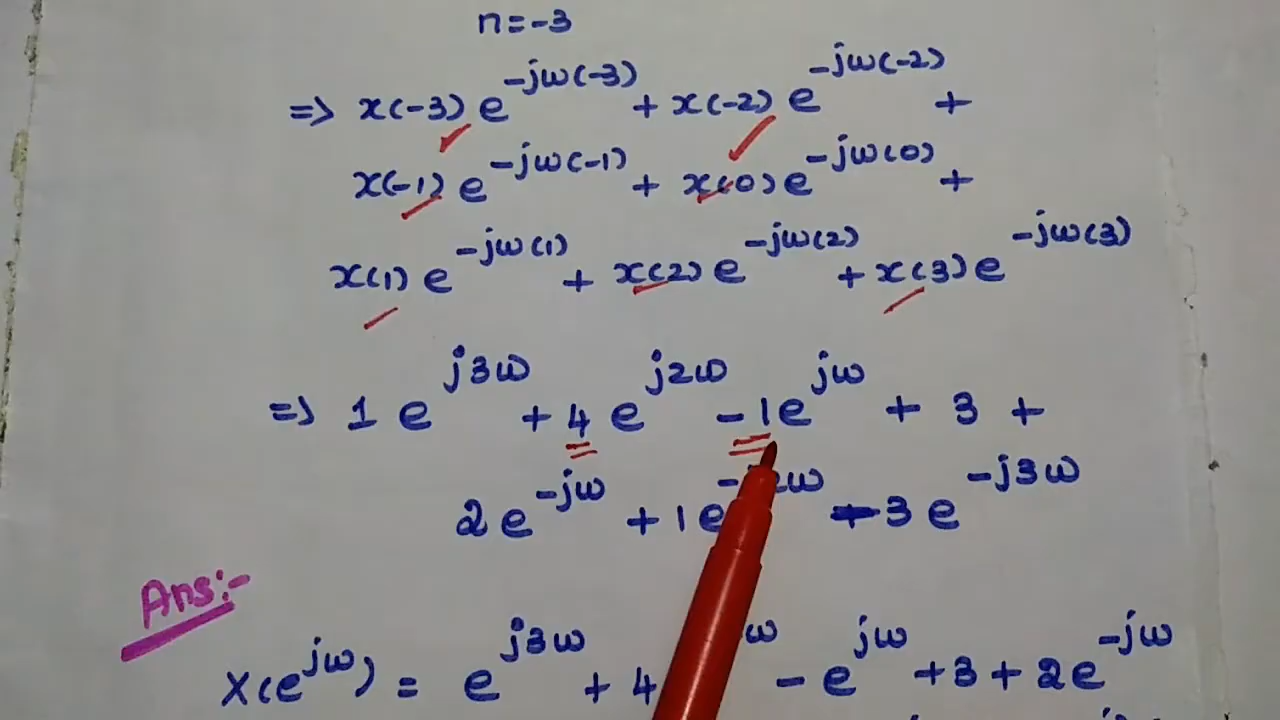 n=-3
=> x(-3) e^-jω(-3) + x(-2) e^-jω(-2) +
x(-1) e^-jω(-1) + x(0) e^-jω(0) +
x(1) e^-jω(1) + x(2) e^-jω(2) + x(3) e^-jω(3)
=> 1 e^j3ω + 4 e^j2ω -1e^jω + 3 +
2e^-jω + 1e^-2ω -3 e^-j3ω
Ans:-
X(e^jω) = e^j3ω + 4 ω - e^jω + 3 + 2e^-jω